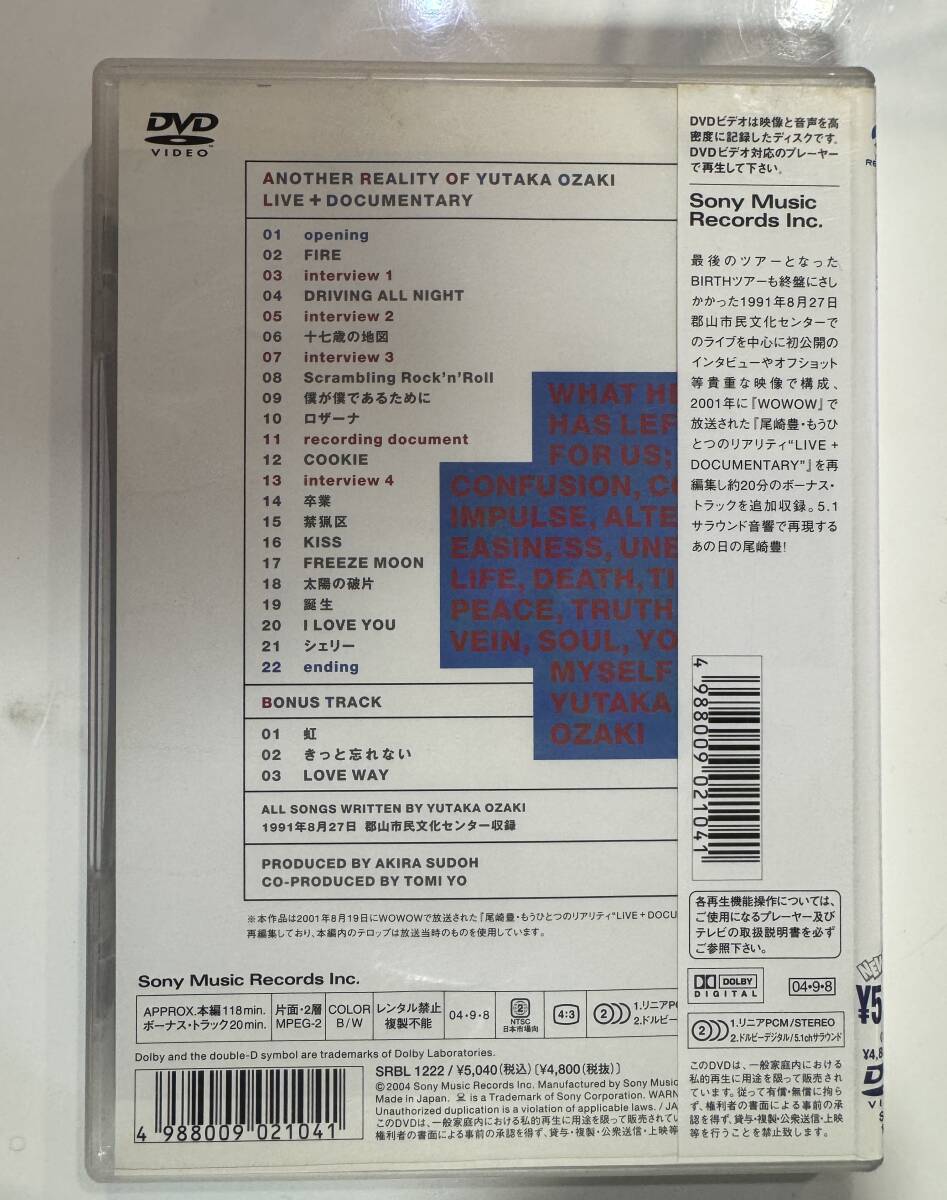 DVD
VIDEO™
ANOTHER REALITY OF YUTAKA OZAKI
LIVE + DOCUMENTARY
01 opening
02 FIRE
03 interview 1
04 DRIVING ALL NIGHT
05 interview 2
06 十七歳の地図
07 interview 3
08 Scrambling Rock'n'Roll
09 僕が僕であるために
10 ロザーナ
11 recording document
12 COOKIE
13 interview 4
14 卒業
15 禁猟区
16 KISS
17 FREEZE MOON
18 太陽の破片
19 誕生
20 I LOVE YOU
21 シェリー
22 ending
WHAT HE
HAS LEF
FOR US;
CONFUSION, CO
IMPULSE, ALTE
EASINESS, UNE
LIFE, DEATH, TI
PEACE, TRUTH
VEIN, SOUL, YO
MYSELF
YUTAKA
OZAKI
BONUS TRACK
01 虹
02 きっと忘れない
03 LOVE WAY
ALL SONGS WRITTEN BY YUTAKA OZAKI
1991年8月27日 郡山市民文化センター収録
PRODUCED BY AKIRA SUDOH
CO-PRODUCED BY TOMI YO
※本作品は2001年8月19日にWOWOWで放送された『尾崎豊・もうひとつのリアリティ"LIVE+DOCU
再編集しており、本編内のテロップは放送当時のものを使用しています。
Sony Music Records Inc.
APPROX.本編118min.
ボーナス・トラック20min.
片面・2層
MPEG-2
COLOR
B/W
レンタル禁止
複製不能
04・9・8
2
NTSC
日本市場向
4:3
2
1.リニアPC
2.ドルビー
Dolby and the double-D symbol are trademarks of Dolby Laboratories.
SRBL 1222 / ¥5,040(税込)〔¥4,800(税抜)〕
©2004 Sony Music Records Inc. Manufactured by Sony Music
Made in Japan. is a Trademark of Sony Corporation. WARN
Unauthorized duplication is a violation of applicable laws. / JA
このDVDは、一般家庭内における私的再生に用途を限って販売されて
権利者の書面による事前の承認を得ず、貸与・複製・公衆送信・上映等
4 988009 021041
DVDビデオは映像と音声を高
密度に記録したディスクです。
DVDビデオ対応のプレーヤー
で再生して下さい。
Sony Music
Records Inc.
最後のツアーとなった
BIRTHツアーも終盤にさし
かかった1991年8月27日
郡山市民文化センターで
のライブを中心に初公開の
インタビューやオフショット
等貴重な映像で構成、
2001年に『WOWOW』で
放送された『尾崎豊・もうひ
とつのリアリティ"LIVE +
DOCUMENTARY"』を再
編集し約20分のボーナス・
トラックを追加収録。5.1
サラウンド音響で再現する
あの日の尾崎豊!
4 988009 021041
各再生機能操作については、
ご使用になるプレーヤー及び
テレビの取扱説明書を必ず
ご参照下さい。
DOLBY
DIGITAL
04・9・8
2
1.リニアPCM/STEREO
2.ドルビーデジタル/5.1chサラウンド
このDVDは、一般家庭内における
私的再生に用途を限って販売され
ています。従って有償・無償に拘ら
ず、権利者の書面による事前の承
認を得ず、貸与・複製・公衆送信・上映
等を行うことを禁止致します。
RE
NEW
¥5
¥4,8
D
VI